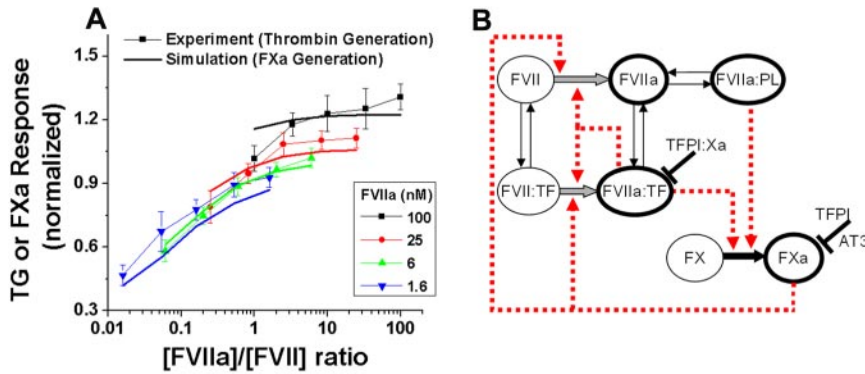 A
Experiment (Thrombin Generation)
Simulation (FXa Generation)
TG or FXa Response
(normalized)
1.5
1.2
0.9
0.6
0.3
FVIIa (nM)
100
25
6
1.6
0.01
0.1
1
10
100
[FVIIa]/[FVII] ratio
B
FVII
FVIIa
FVIIa:PL
TFPI:Xa
FVII:TF
FVIIa:TF
TFPI
AT3
FX
FXa